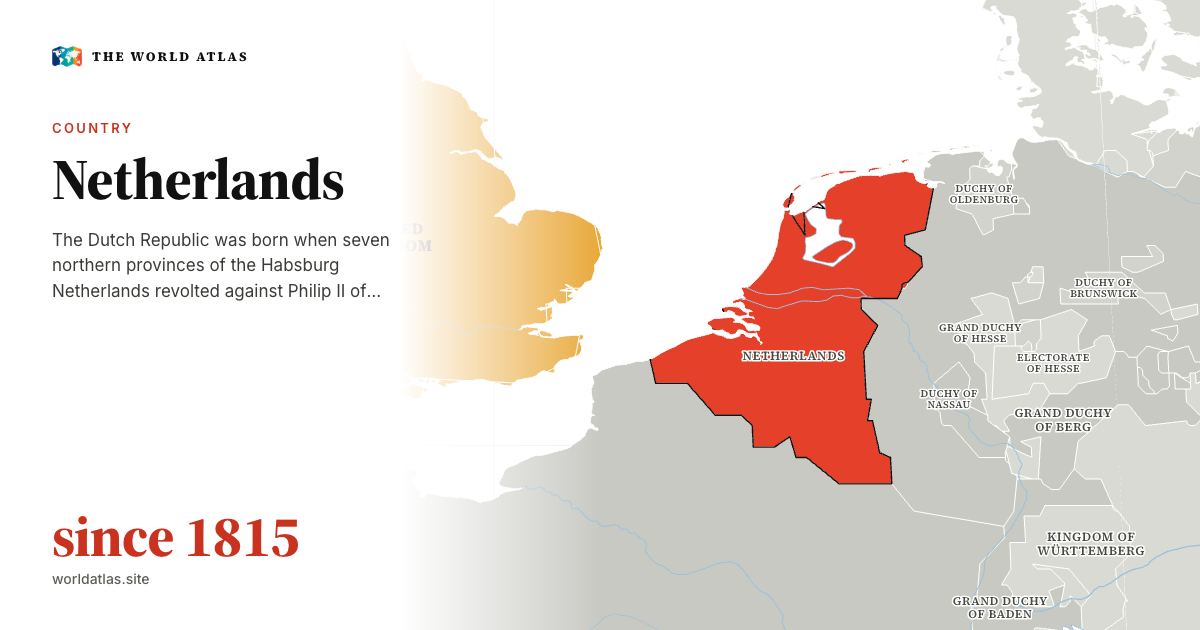 THE WORLD ATLAS
COUNTRY
Netherlands
The Dutch Republic was born when seven
northern provinces of the Habsburg
Netherlands revolted against Philip II of...
since 1815
worldatlas.site
ED
OM
NETHERLANDS
DUCHY OF
OLDENBURG
DUCHY OF
BRUNSWICK
GRAND DUCHY
OF HESSE
ELECTORATE
OF HESSE
DUCHY OF
NASSAU
GRAND DUCHY
OF BERG
KINGDOM OF
WÜRTTEMBERG
GRAND DUCHY
OF BADEN